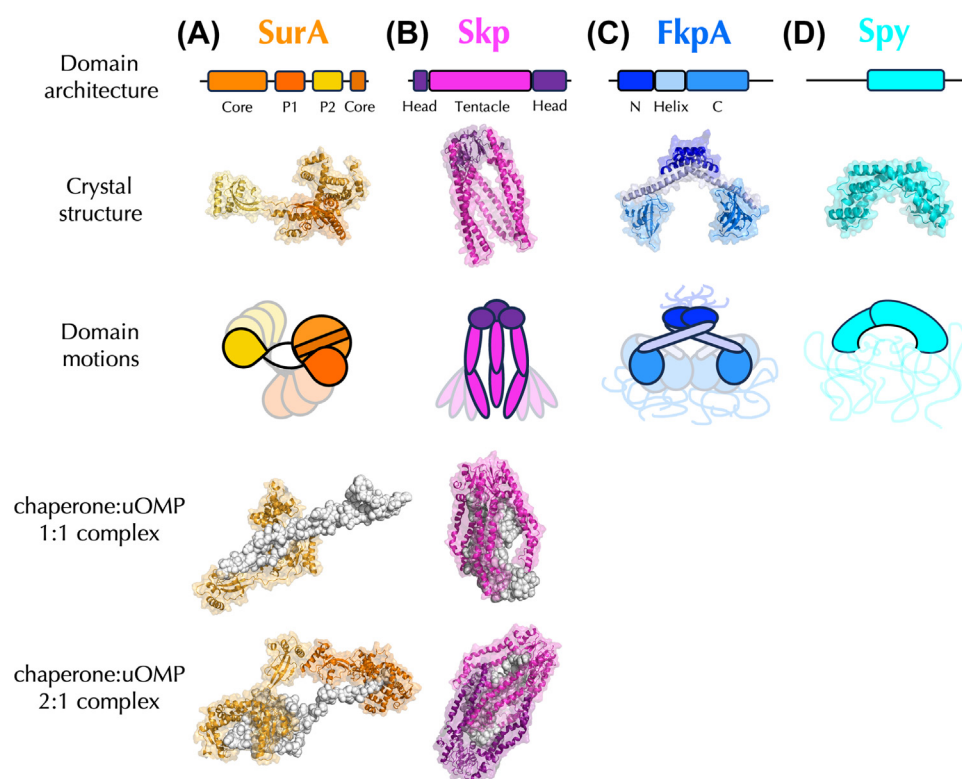 (A) SurA (B) Skp (C) FkpA (D) Spy
Domain
architecture
Core P1 P2 Core Head Tentacle Head N Helix C
Crystal
structure
Domain
motions
chaperone:uOMP
1:1 complex
chaperone:uOMP
2:1 complex